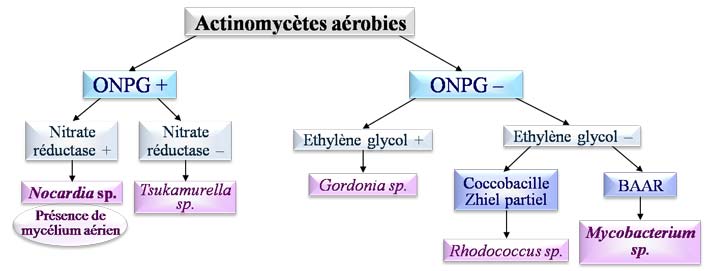 Actinomycètes aérobies
ONPG +
ONPG –
Nitrate
réductase +
Nitrate
réductase –
Ethylène glycol +
Ethylène glycol –
Nocardia sp.
Présence de
mycélium aérien
Tsukamurella
sp.
Gordonia sp.
Coccobacille
Zhiel partiel
BAAR
Rhodococcus sp.
Mycobacterium
sp.